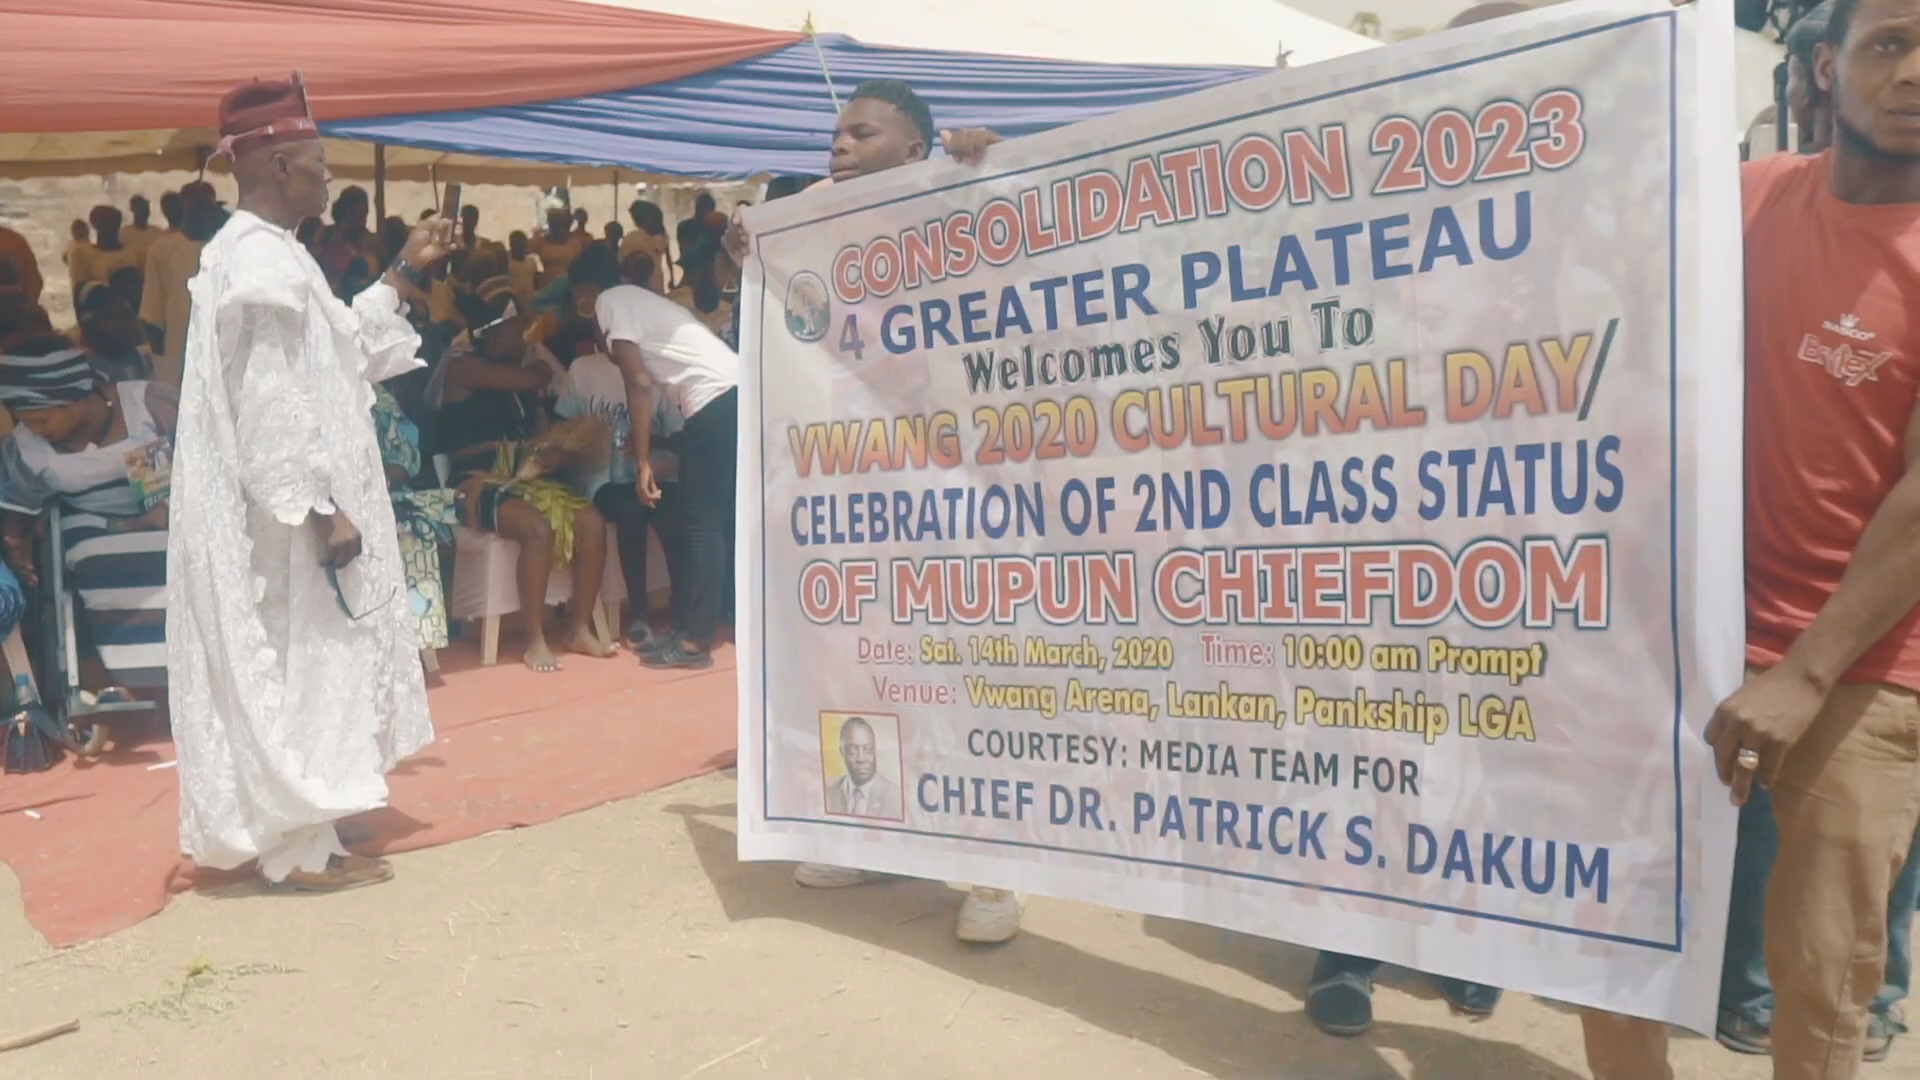 CONSOLIDATION 2023
4 GREATER PLATEAU
Welcomes You To
VWANG 2020 CULTURAL DAY/
CELEBRATION OF 2ND CLASS STATUS
OF MUPUN CHIEFDOM
Date: Sat. 14th March, 2020 Time: 10:00 am Prompt
Venue: Vwang Arena, Lankan, Pankship LGA
COURTESY: MEDIA TEAM FOR
CHIEF DR. PATRICK S. DAKUM